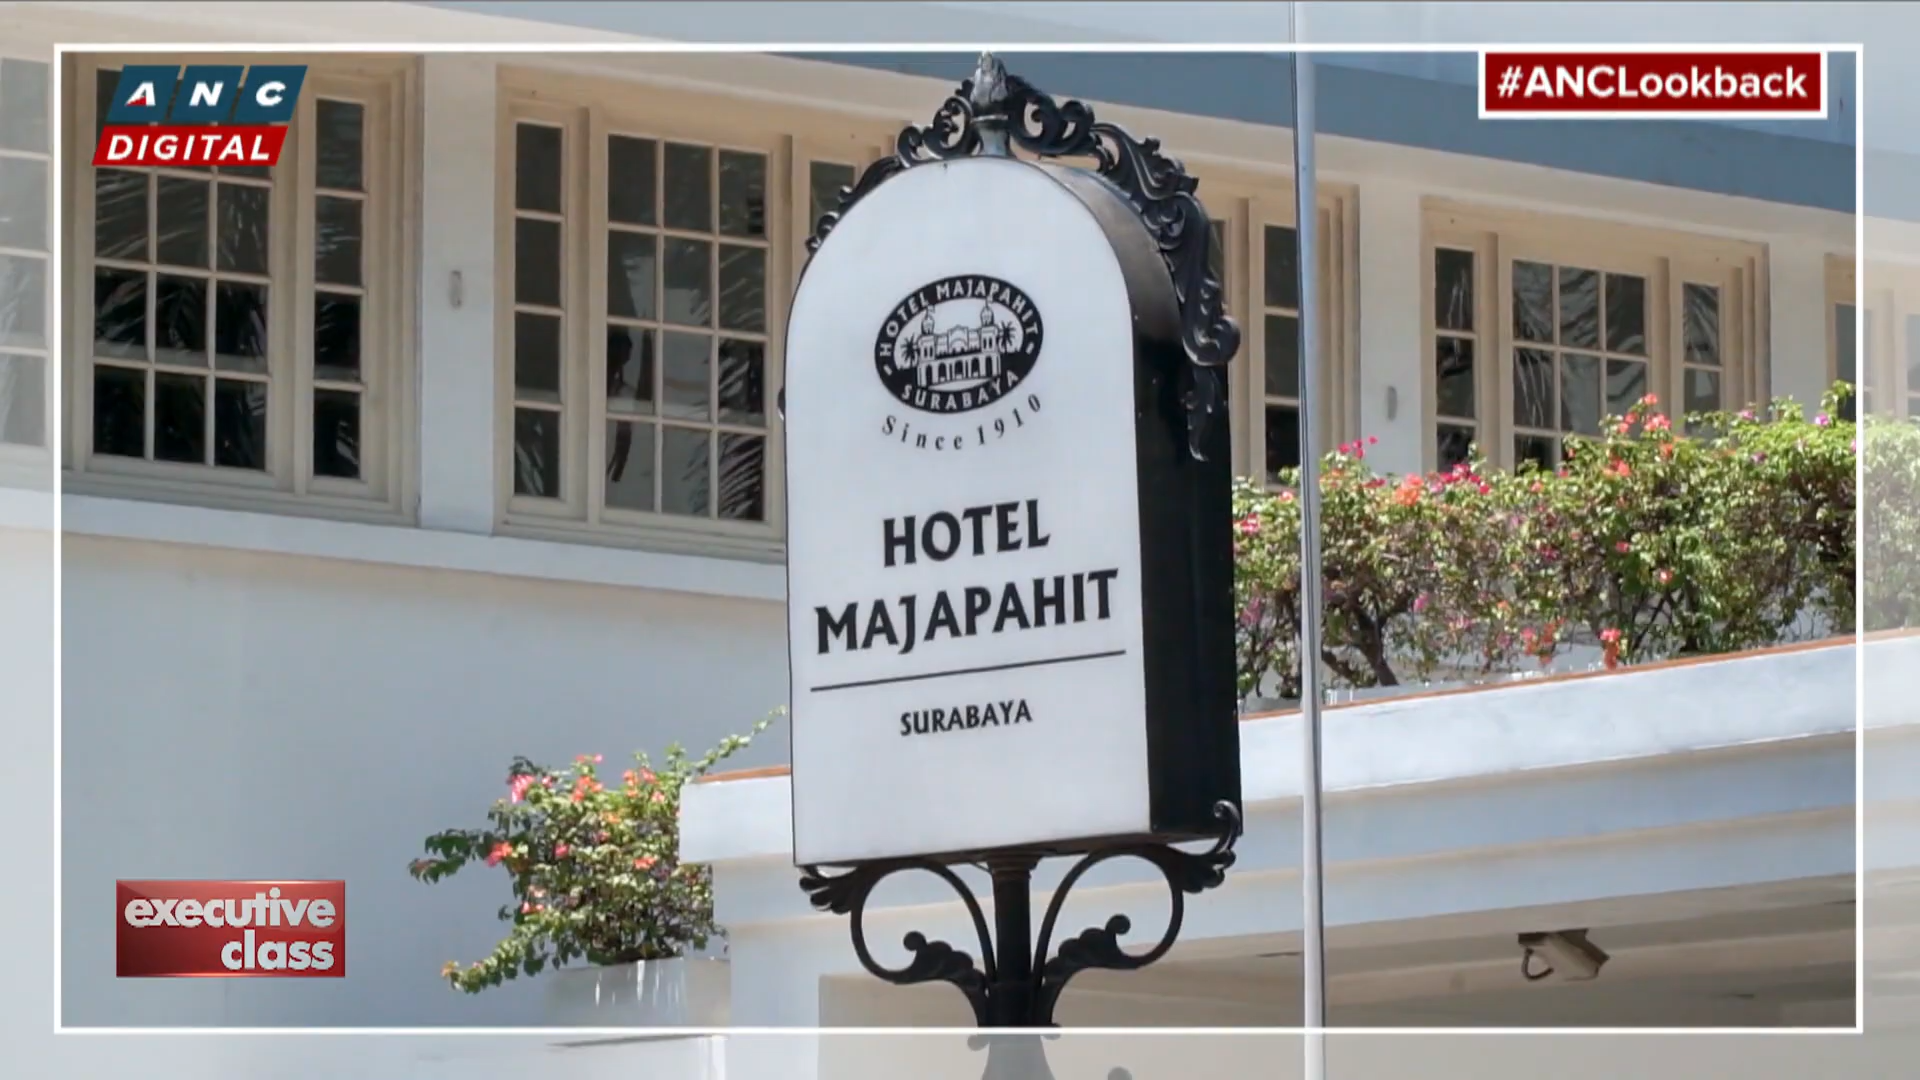 ANC
DIGITAL
#ANCLookback
HOTEL MAJAPAHIT
SURABAYA
Since 1910
HOTEL
MAJAPAHIT
SURABAYA
executive
class